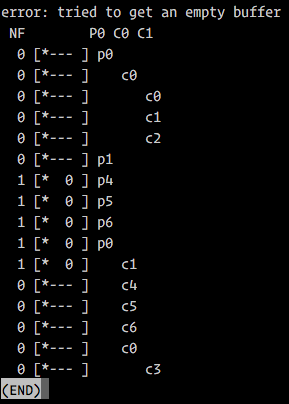 error: tried to get an empty buffer
 NF        P0 C0 C1
  0 [*--- ] p0
  0 [*--- ]    c0
  0 [*--- ]       c0
  0 [*--- ]       c1
  0 [*--- ]       c2
  0 [*--- ] p1
  1 [*  0 ] p4
  1 [*  0 ] p5
  1 [*  0 ] p6
  1 [*  0 ] p0
  1 [*  0 ]    c1
  0 [*--- ]    c4
  0 [*--- ]    c5
  0 [*--- ]    c6
  0 [*--- ]    c0
  0 [*--- ]       c3
(END)